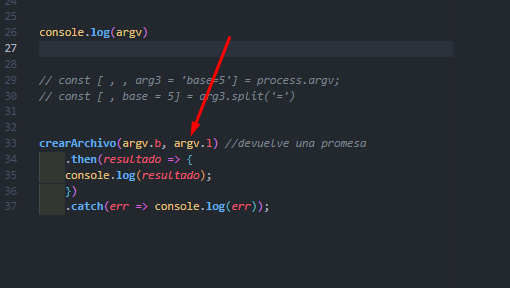 24
25
26 console.log(argv)
27
28
29 // const [ , , arg3 = 'base=5'] = process.argv;
30 // const [ , base = 5] = arg3.split('=')
31
32
33 crearArchivo(argv.b, argv.l) //devuelve una promesa
34 .then(resultado => {
35 console.log(resultado);
36 })
37 .catch(err => console.log(err));